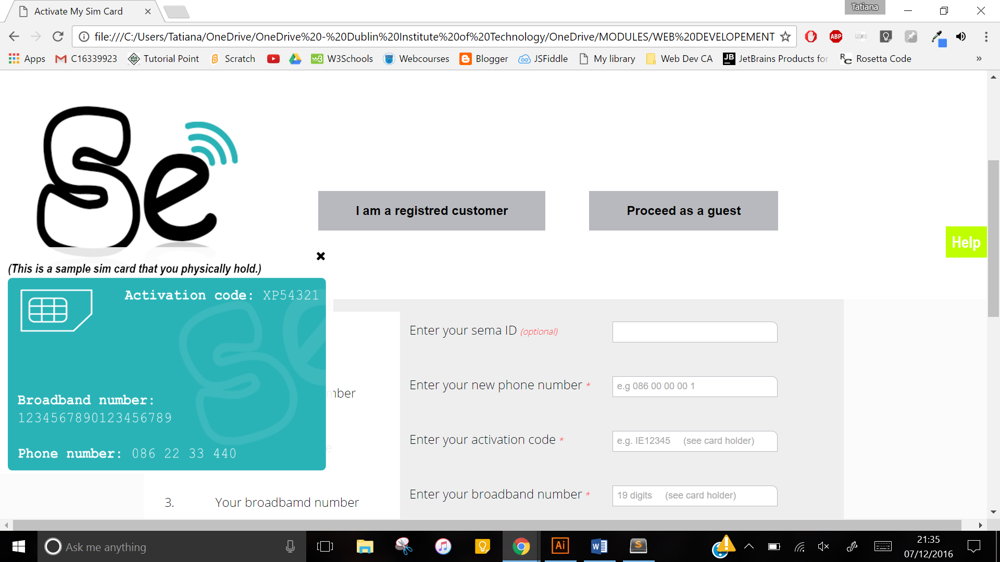 Activate My Sim Card
Tatiana
file:///C:/Users/Tatiana/OneDrive/OneDrive%20-%20Dublin%20Institute%20of%20Technology/OneDrive/MODULES/WEB%20DEVELOPEMENT
ABP
Apps C16339923 Tutorial Point Scratch W3Schools Webcourses Blogger JSFiddle My library Web Dev CA JetBrains Products for Rosetta Code »
Se
I am a registred customer
Proceed as a guest
Help
(This is a sample sim card that you physically hold.)
Activation code: XP54321
Broadband number:
1234567890123456789
Phone number: 086 22 33 440
Enter your sema ID (optional)
Enter your new phone number *
e.g 086 00 00 00 1
Enter your activation code *
e.g. IE12345 (see card holder)
3. Your broadbamd number
Enter your broadband number *
19 digits (see card holder)
Ask me anything
Ai
21:35
07/12/2016